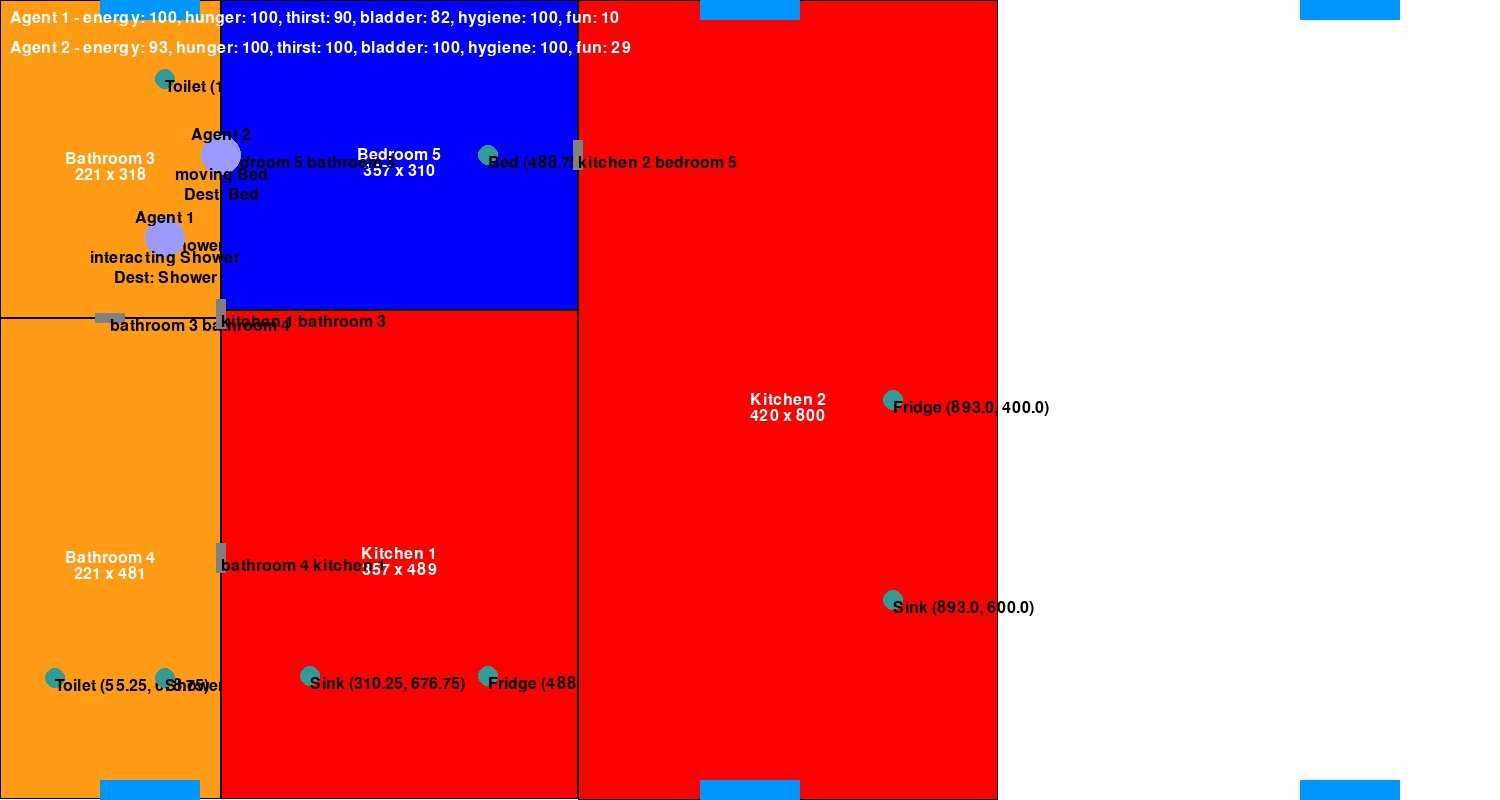 Agent 1 - energy: 100, hunger: 100, thirst: 90, bladder: 82, hygiene: 100, fun: 10
Agent 2 - energy: 93, hunger: 100, thirst: 100, bladder: 100, hygiene: 100, fun: 29
Toilet (1
Agent 2
Bathroom 3
221 x 318
droom 5 bathroom
Bedroom 5
357 x 310
Bed (488.75
kitchen 2 bedroom 5
moving Bed
Dest: Bed
Agent 1
hower
interacting Shower
Dest: Shower
kitchen 1 bathroom 3
bathroom 3 bathroom 4
Kitchen 2
420 x 800
Fridge (893.0, 400.0)
Bathroom 4
221 x 481
Kitchen 1
357 x 489
bathroom 4 kitchen 1
Sink (893.0, 600.0)
Toilet (55.25, 678.75)
Shower
Sink (310.25, 676.75)
Fridge (488